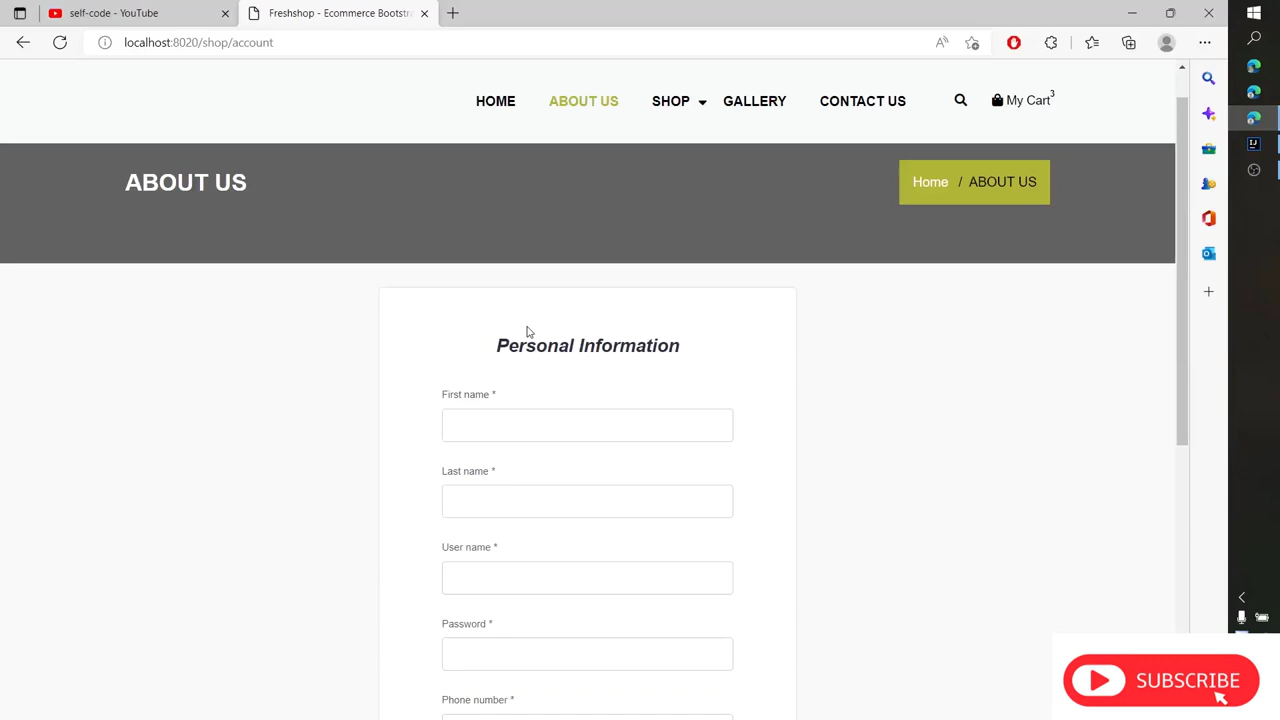 self-code - YouTube
Freshshop - Ecommerce Bootstr
localhost:8020/shop/account
HOME
ABOUT US
SHOP
GALLERY
CONTACT US
My Cart 3
ABOUT US
Home / ABOUT US
Personal Information
First name *
Last name *
User name *
Password *
Phone number *
SUBSCRIBE